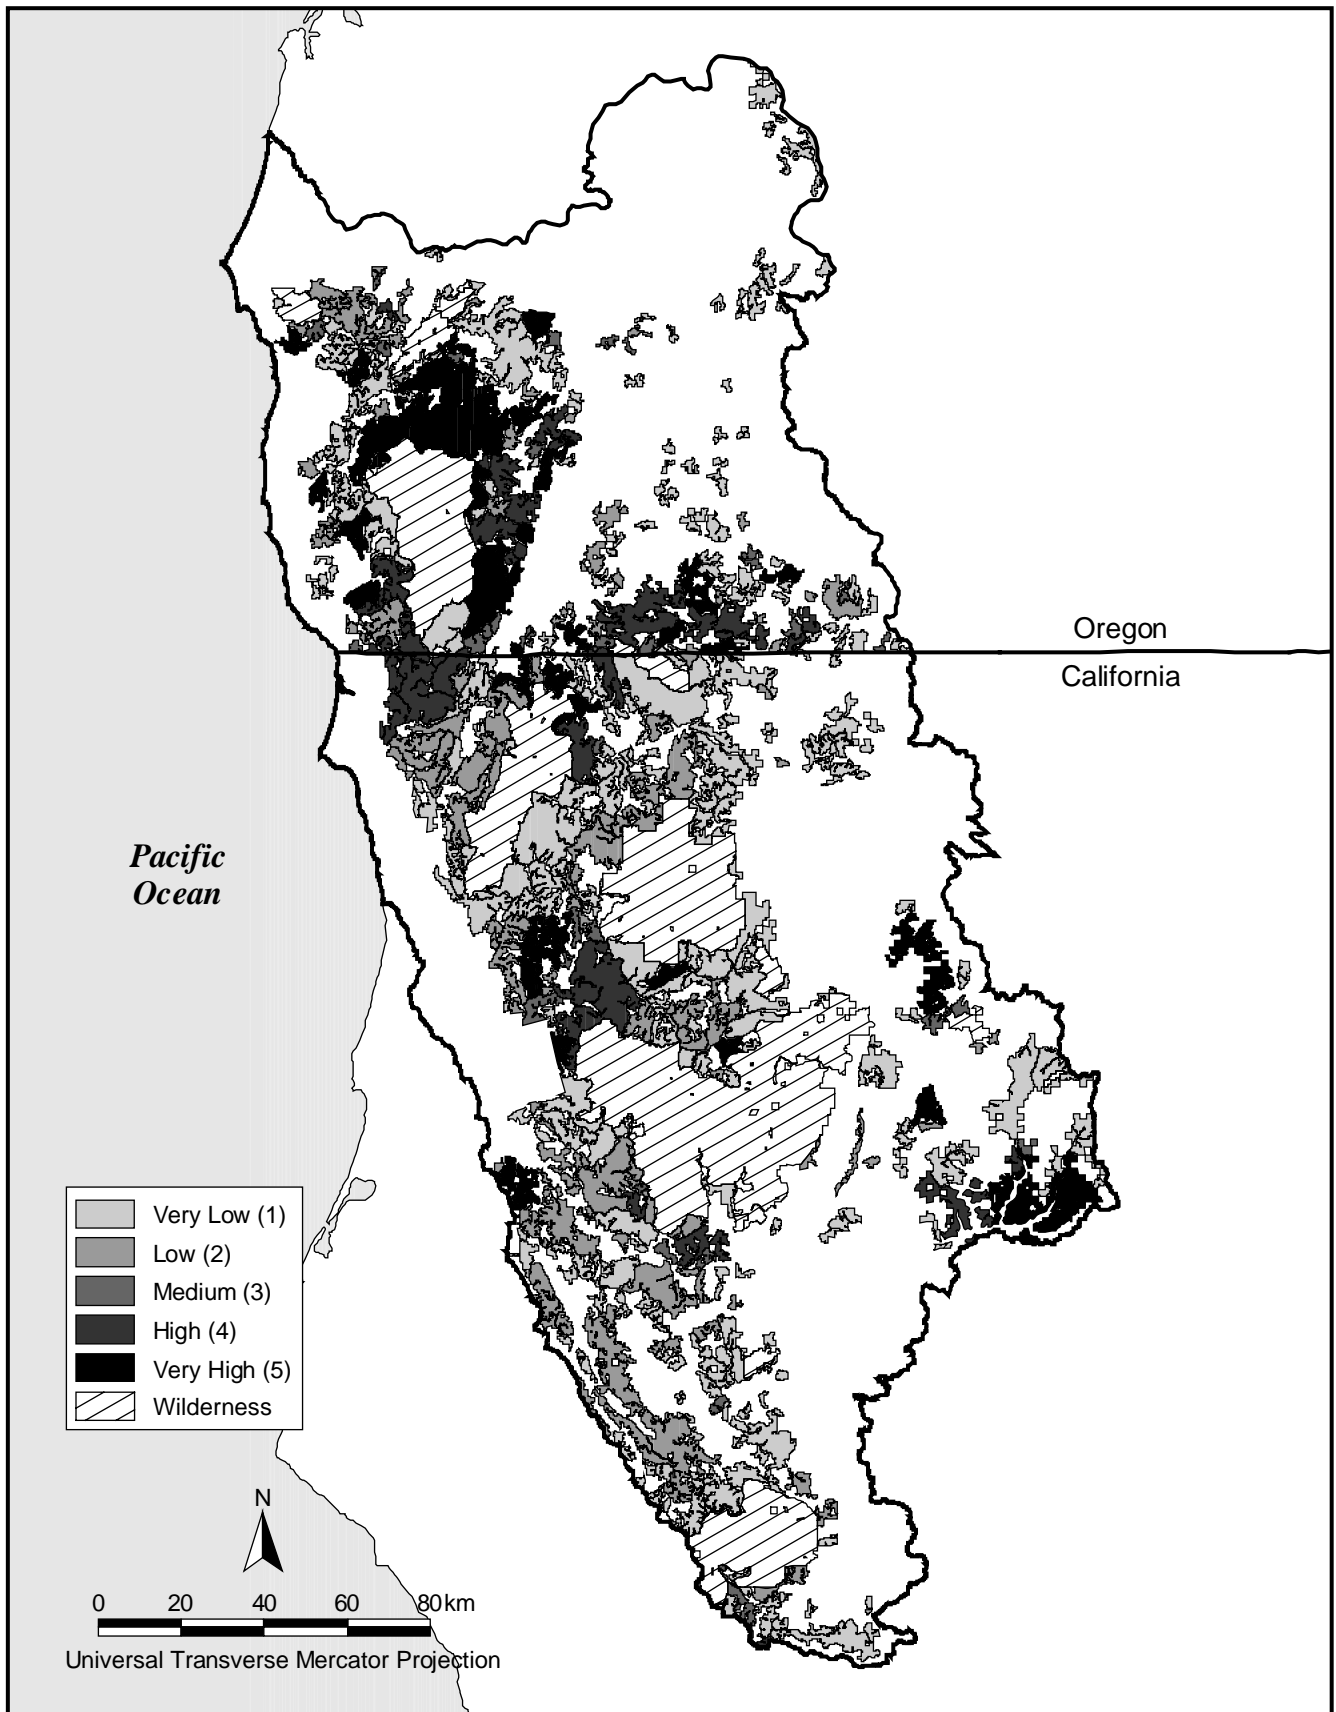 Oregon
California
Pacific
Ocean
Very Low (1)
Low (2)
Medium (3)
High (4)
Very High (5)
Wilderness
N
0 20 40 60 80 km
Universal Transverse Mercator Projection